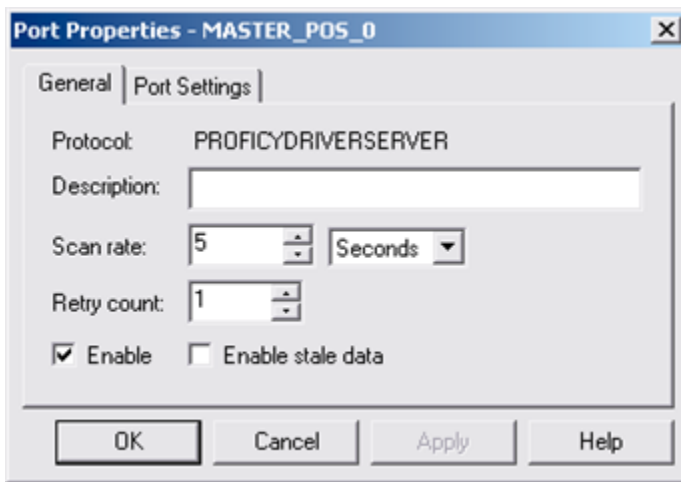 Port Properties - MASTER_POS_0
General Port Settings
Protocol: PROFICYDRIVERSERVER
Description:
Scan rate: 5 Seconds
Retry count: 1
Enable Enable stale data
OK Cancel Apply Help